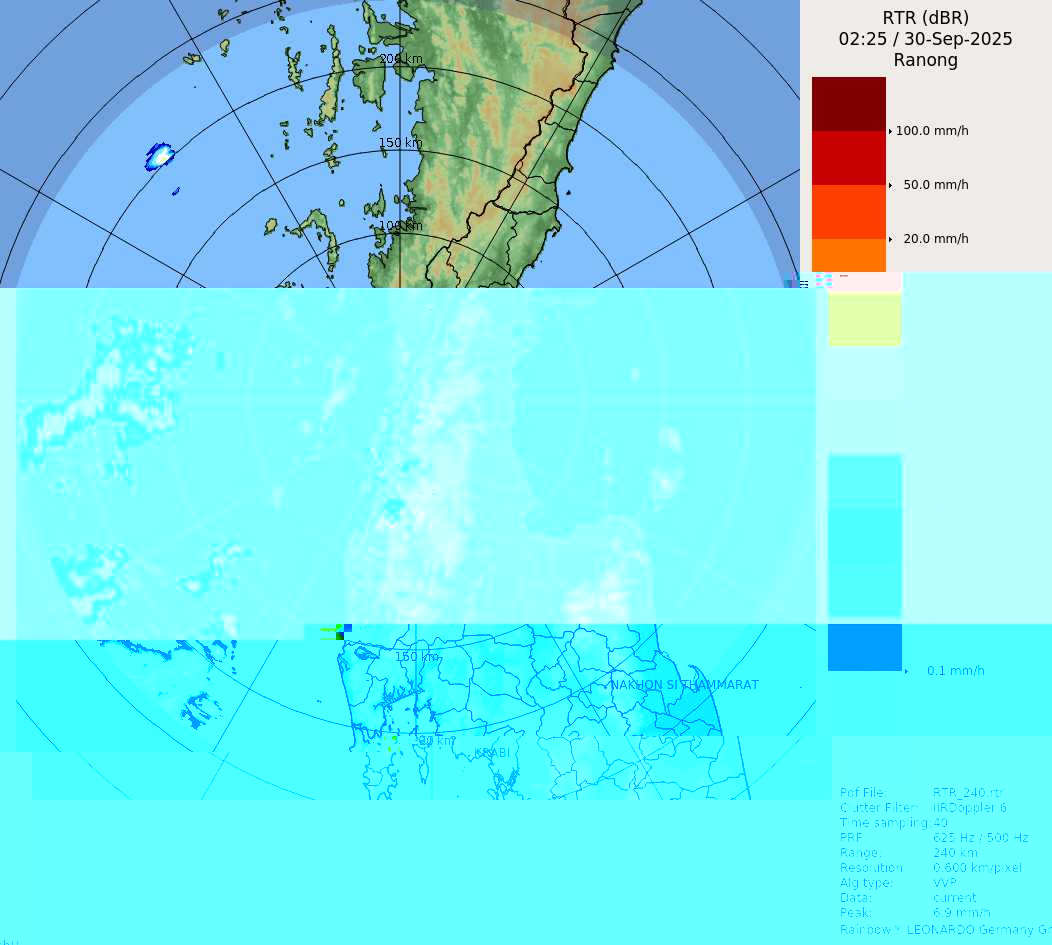 RTR (dBR)
02:25 / 30-Sep-2025
Ranong
100.0 mm/h
50.0 mm/h
20.0 mm/h
0.1 mm/h
200 km
150 km
100 km
150 km
NAKHON SI THAMMARAT
KRABI
Pdf File: RTR_240.rtr
Clutter Filter: IIRDoppler 6
Time sampling: 40
PRF: 625 Hz / 500 Hz
Range: 240 km
Resolution: 0.600 km/pixel
Alg type: VVP
Data: current
Peak: 6.9 mm/h
Rainbow? LEONARDO Germany